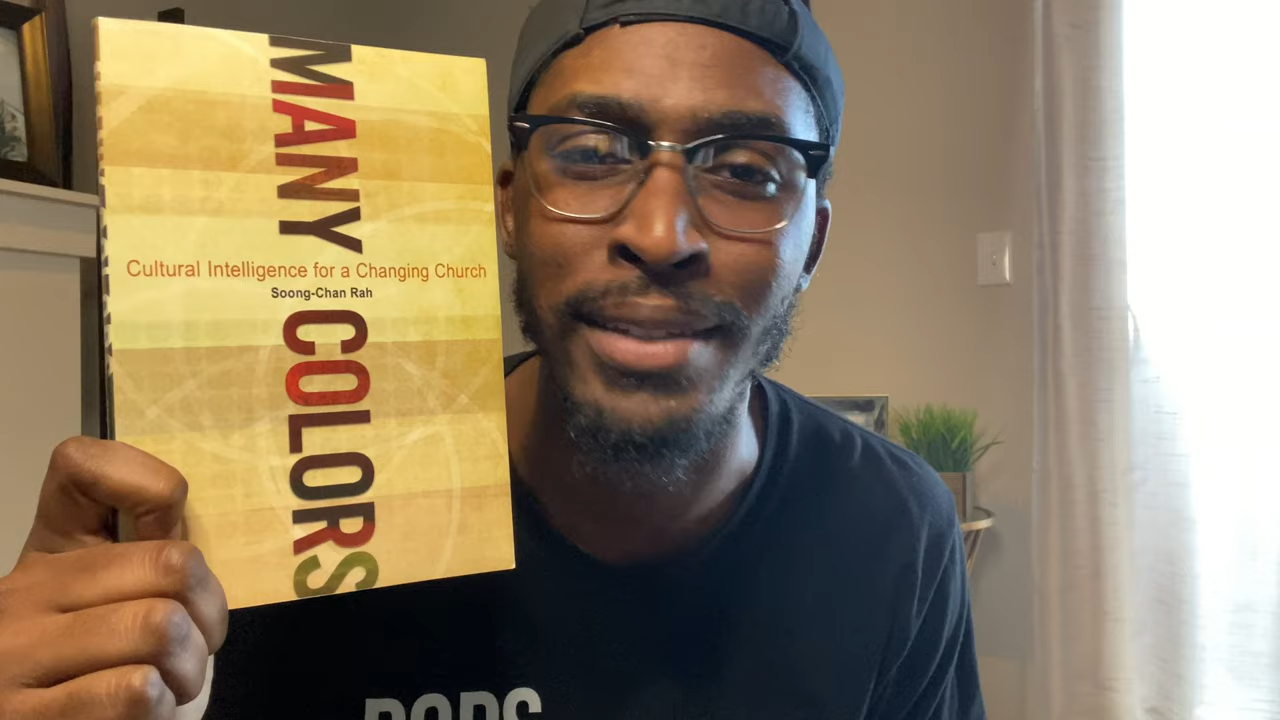 MANY COLORS
Cultural Intelligence for a Changing Church
Soong-Chan Rah